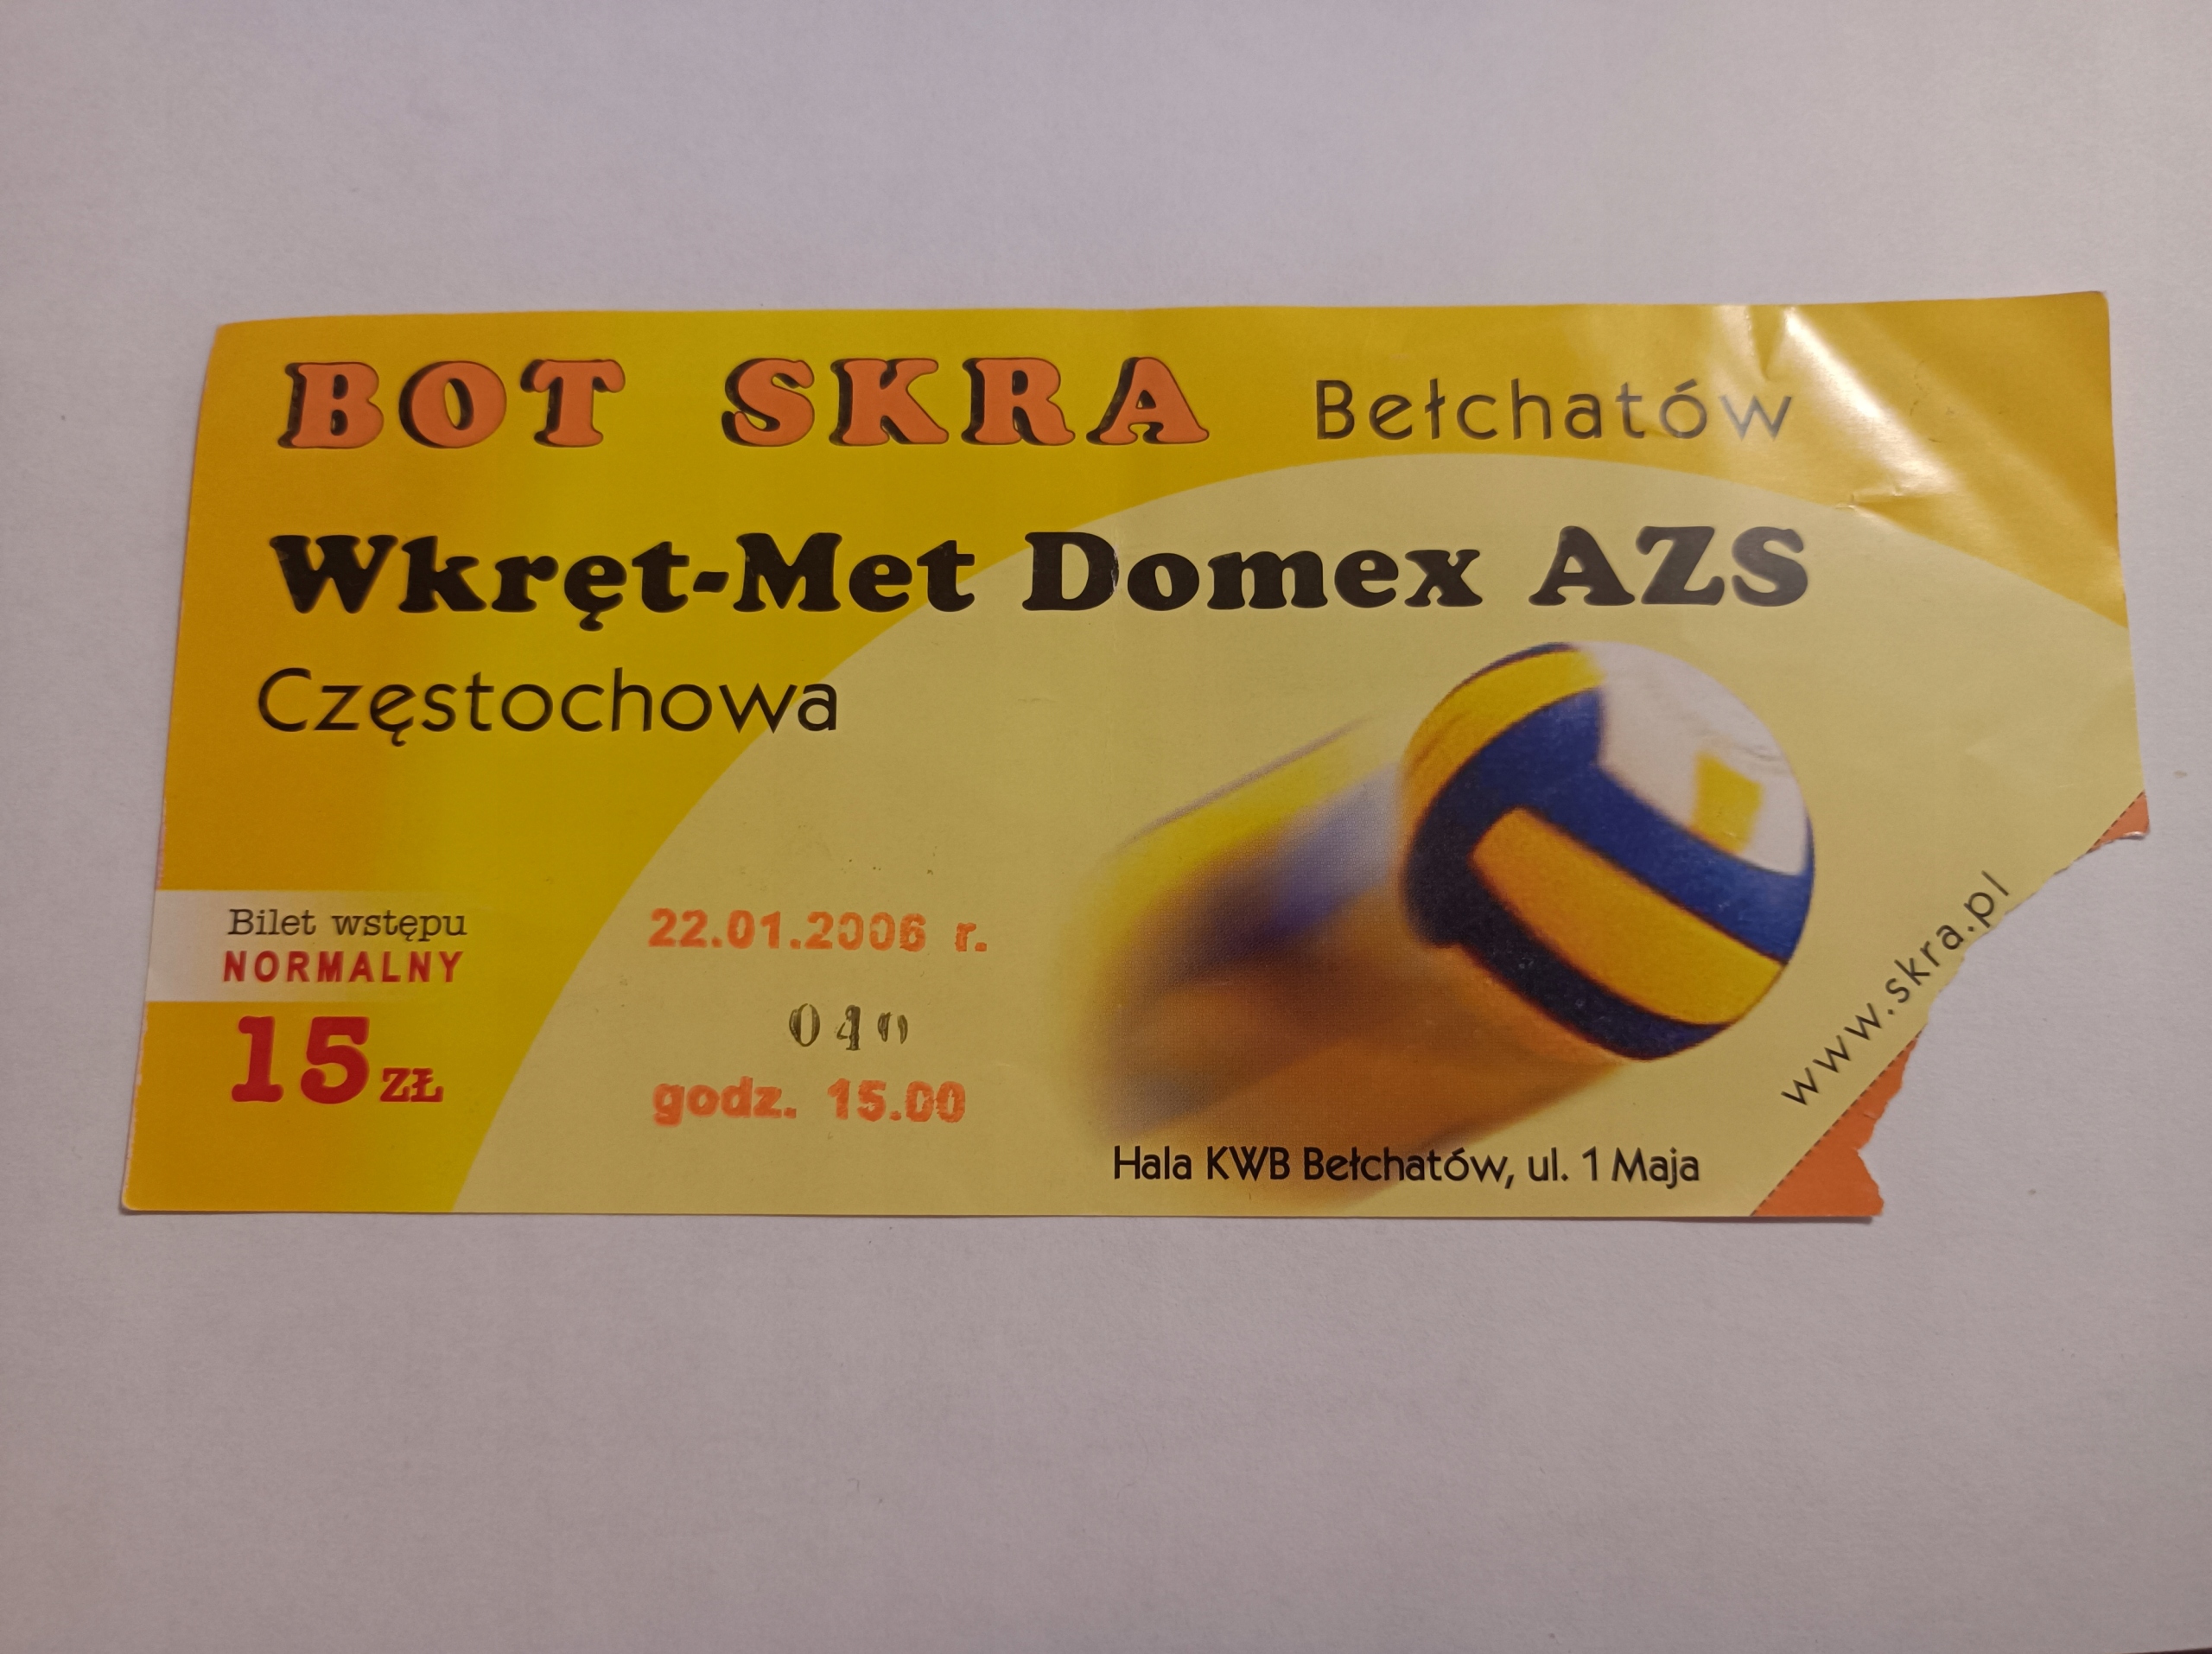 BOT SKRA Bełchatów
Wkręt-Met Domex AZS
Częstochowa
Bilet wstępu
NORMALNY
15 ZŁ
22.01.2006 r.
godz. 15.00
Hala KWB Bełchatów, ul. 1 Maja
www.skra.pl